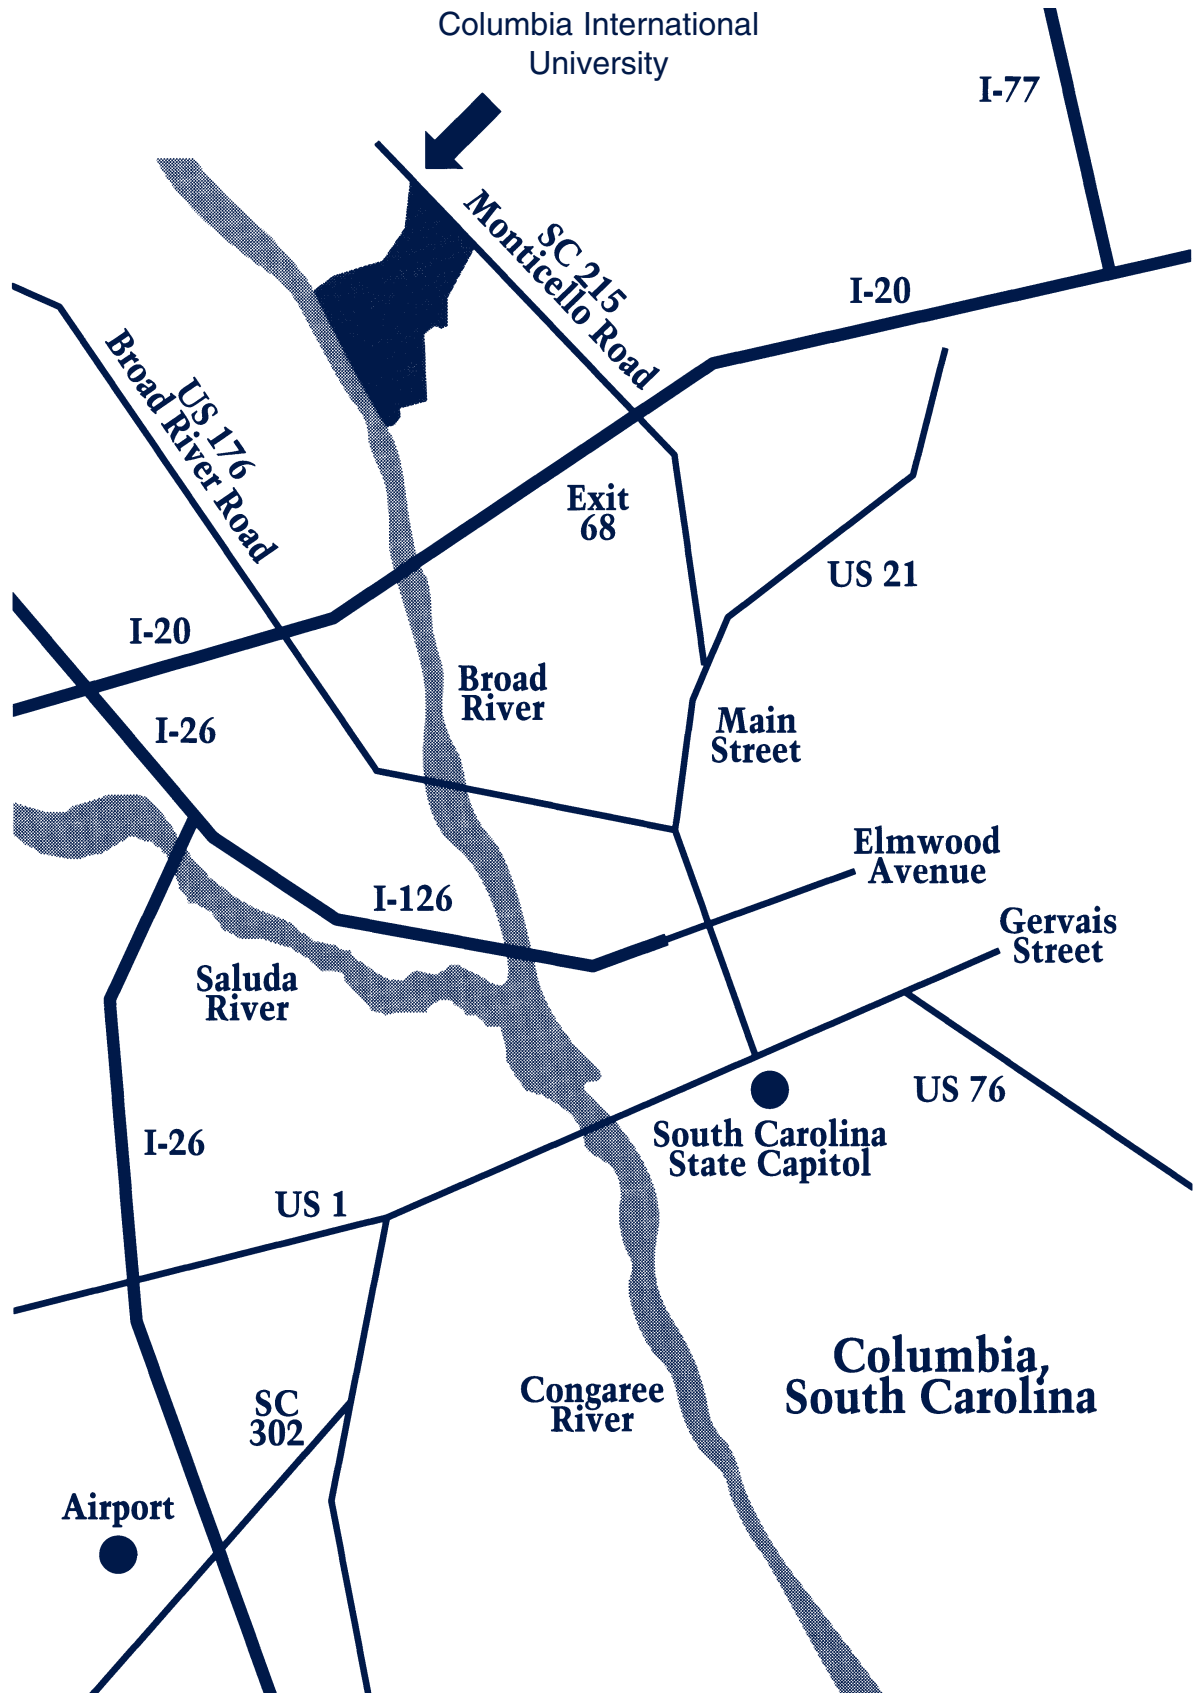 Columbia International
University
I-77
SC 215
Monticello Road
I-20
US 176
Broad River Road
Exit
68
US 21
I-20
Broad
River
I-26
Main
Street
Elmwood
Avenue
I-126
Gervais
Street
Saluda
River
US 76
South Carolina
State Capitol
I-26
US 1
Columbia,
South Carolina
Congaree
River
SC
302
Airport